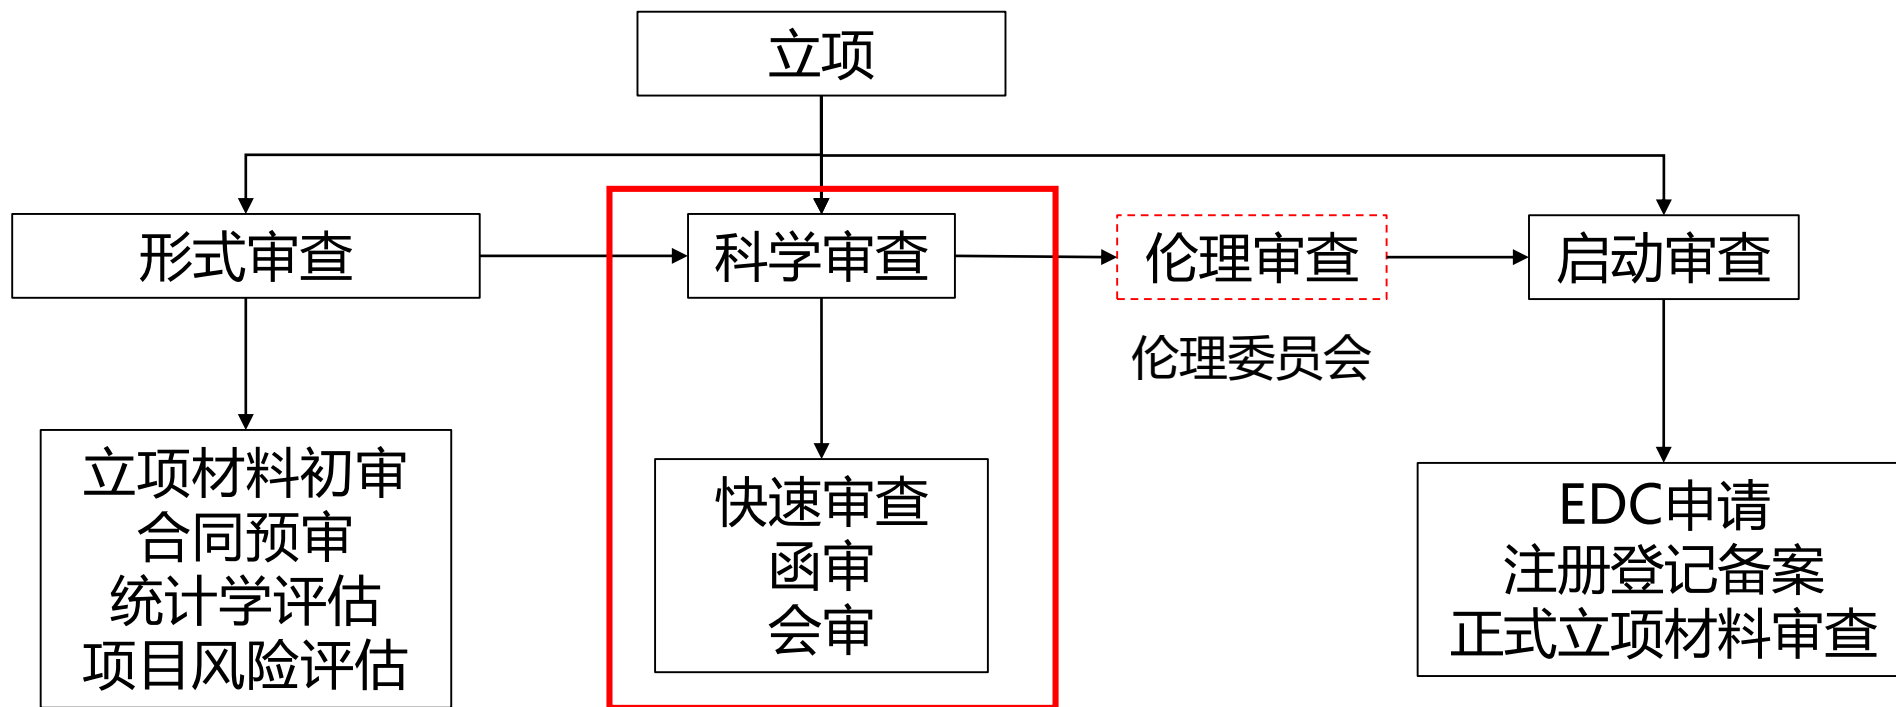 立项
形式审查
科学审查
伦理审查
启动审查
伦理委员会
立项材料初审
合同预审
统计学评估
项目风险评估
快速审查
函审
会审
EDC申请
注册登记备案
正式立项材料审查